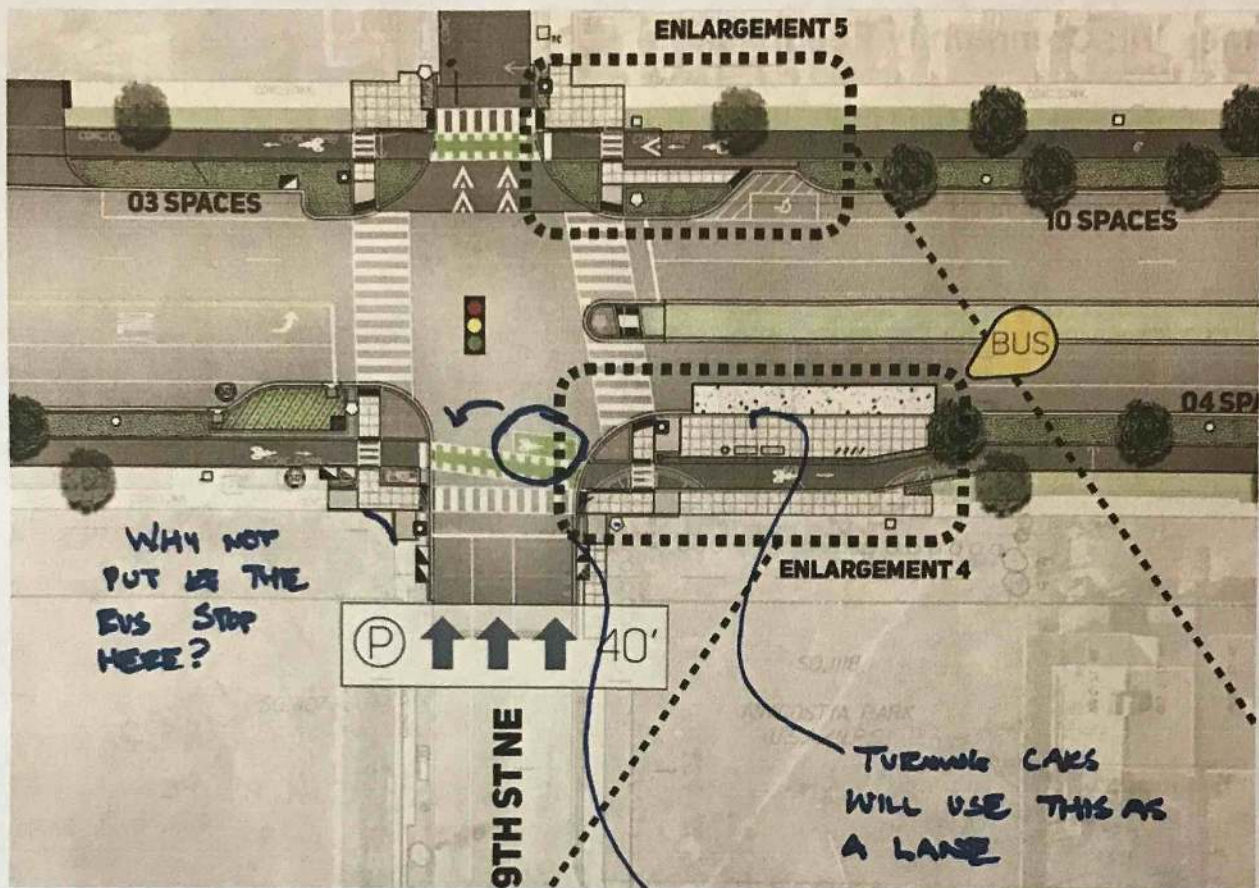 ENLARGEMENT 5
03 SPACES
10 SPACES
BUS
04 SPA
ENLARGEMENT 4
WHY NOT
PUT THE
BUS STOP
HERE?
P 40'
9TH ST NE
TURNING CARS
WILL USE THIS AS
A LANE